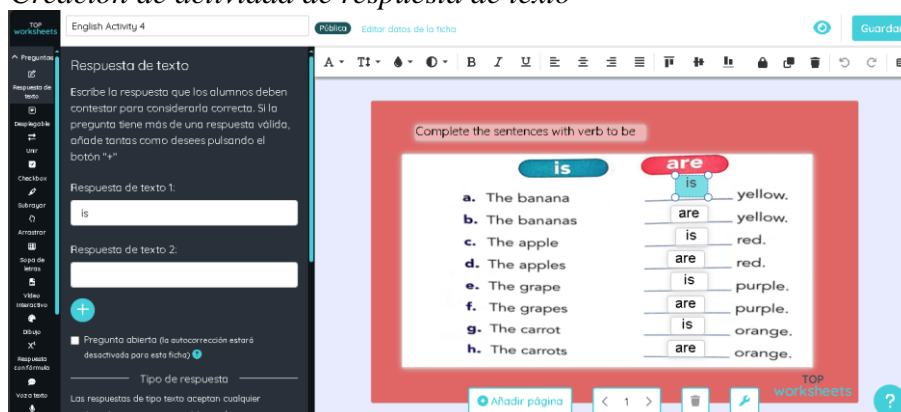 Creación de actividad de respuesta de texto
TOP worksheets
English Activity 4
Pública
Editar datos de la ficha
Guardar
Preguntas
Respuesta de texto
Desplegable
Unir
Checkbox
Subrayar
Arrastrar
Sopa de letras
Vídeo interactivo
Dibujo
Respuesta con fórmula
Voz a texto
Respuesta de texto
Escribe la respuesta que los alumnos deben
contestar para considerarla correcta. Si la
pregunta tiene más de una respuesta válida,
añade tantas como desees pulsando el
botón "+"
Respuesta de texto 1:
is
Respuesta de texto 2:
+
Pregunta abierta (la autocorrección estará
desactivada para esta ficha) ?
Tipo de respuesta
Las respuestas de tipo texto aceptan cualquier
A T B I U
Complete the sentences with verb to be
is are
a. The banana is yellow.
b. The bananas are yellow.
c. The apple is red.
d. The apples are red.
e. The grape is purple.
f. The grapes are purple.
g. The carrot is orange.
h. The carrots are orange.
TOP worksheets
Añadir página
< 1 >
?